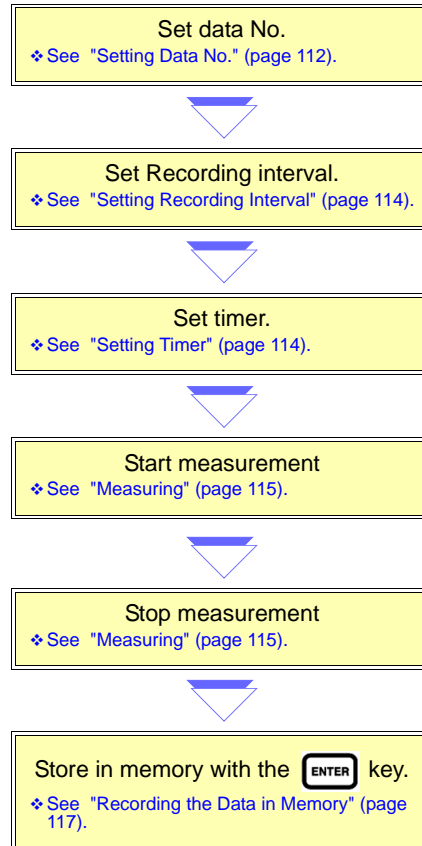 Set data No.
❖ See "Setting Data No." (page 112).
Set Recording interval.
❖ See "Setting Recording Interval" (page 114).
Set timer.
❖ See "Setting Timer" (page 114).
Start measurement
❖ See "Measuring" (page 115).
Stop measurement
❖ See "Measuring" (page 115).
Store in memory with the ENTER key.
❖ See "Recording the Data in Memory" (page
117).